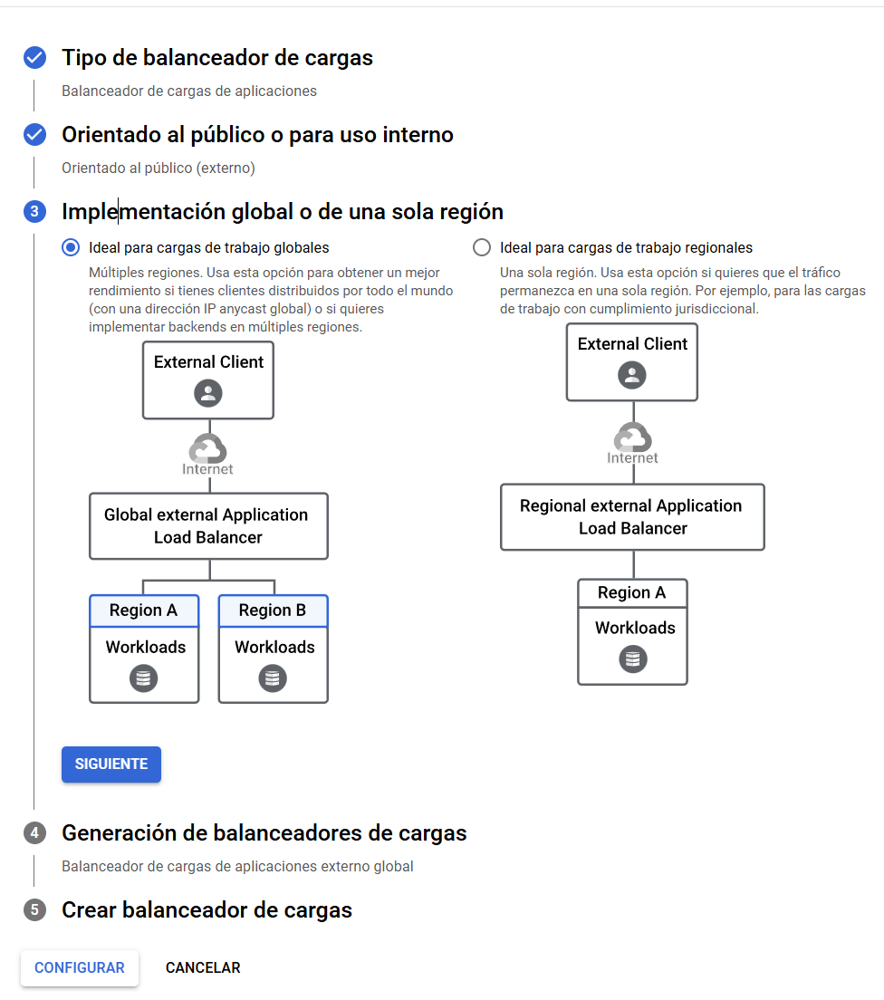 Tipo de balanceador de cargas
Balanceador de cargas de aplicaciones
Orientado al público o para uso interno
Orientado al público (externo)
3
Implementación global o de una sola región
Ideal para cargas de trabajo globales
Múltiples regiones. Usa esta opción para obtener un mejor
rendimiento si tienes clientes distribuidos por todo el mundo
(con una dirección IP anycast global) o si quieres
implementar backends en múltiples regiones.
External Client
Internet
Global external Application
Load Balancer
Region A
Region B
Workloads
Workloads
Ideal para cargas de trabajo regionales
Una sola región. Usa esta opción si quieres que el tráfico
permanezca en una sola región. Por ejemplo, para las cargas
de trabajo con cumplimiento jurisdiccional.
External Client
Internet
Regional external Application
Load Balancer
Region A
Workloads
SIGUIENTE
4
Generación de balanceadores de cargas
Balanceador de cargas de aplicaciones externo global
5
Crear balanceador de cargas
CONFIGURAR
CANCELAR